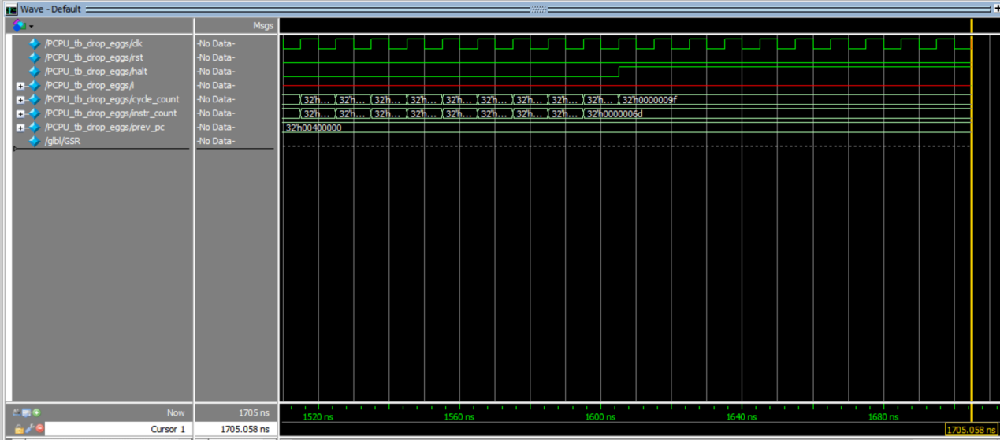 Wave - Default
Msgs
/PCPU_tb_drop_eggs/clk -No Data-
/PCPU_tb_drop_eggs/rst -No Data-
/PCPU_tb_drop_eggs/halt -No Data-
/PCPU_tb_drop_eggs/i -No Data-
/PCPU_tb_drop_eggs/cycle_count -No Data- 32'h... 32'h... 32'h... 32'h... 32'h... 32'h... 32'h... 32'h... 32'h... 32'h0000009f
/PCPU_tb_drop_eggs/instr_count -No Data- 32'h... 32'h... 32'h... 32'h... 32'h... 32'h... 32'h... 32'h... 32'h0000006d
/PCPU_tb_drop_eggs/prev_pc -No Data- 32'h00400000
/glbl/GSR -No Data-
Now 1705 ns 1520 ns 1560 ns 1600 ns 1640 ns 1680 ns
Cursor 1 1705.058 ns 1705.058 ns